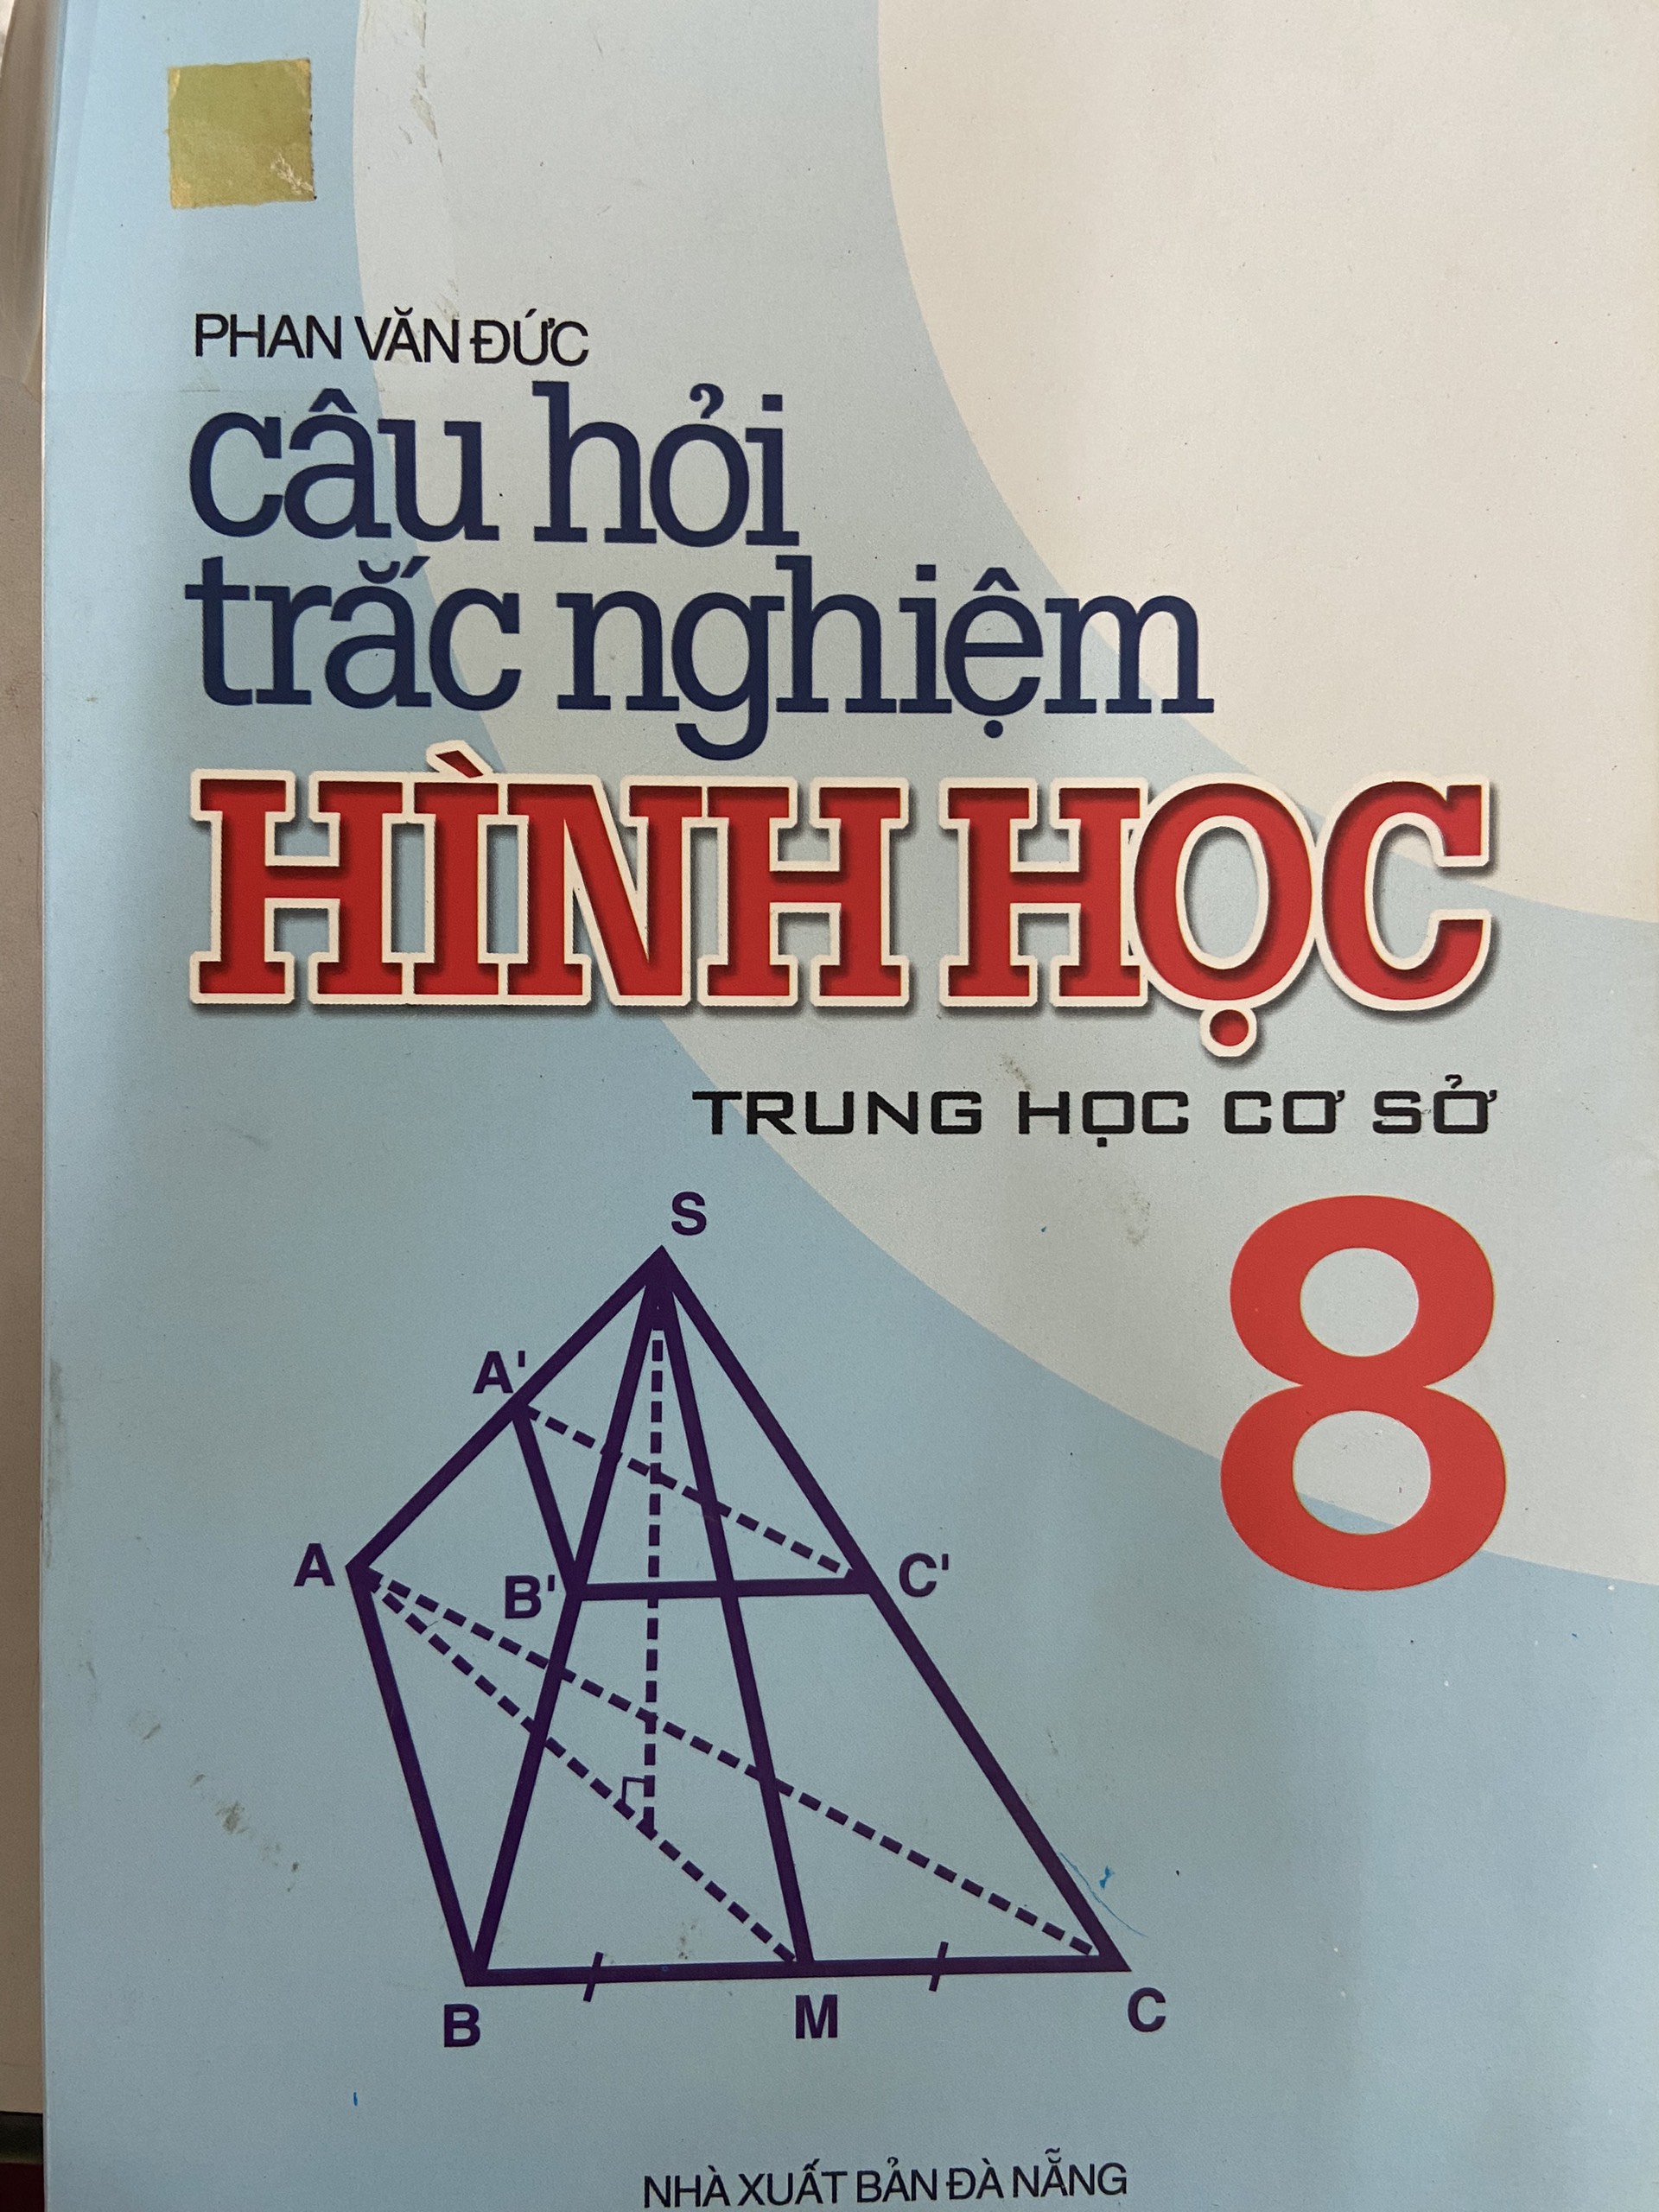 PHAN VĂN ĐỨC
câu hỏi
trắc nghiệm
HÌNH HỌC
TRUNG HỌC CƠ SỞ
8
S
A'
A
B'
C'
B
M
C
NHÀ XUẤT BẢN ĐÀ NẴNG